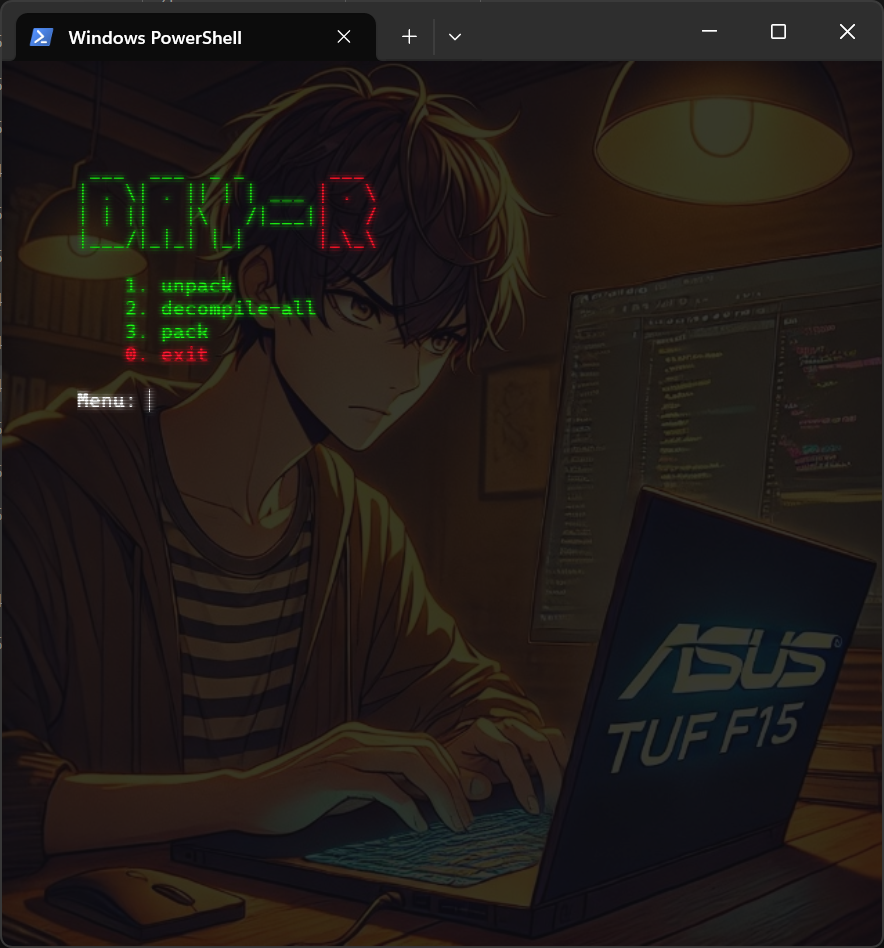 Windows PowerShell
1. unpack
2. decompile-all
3. pack
0. exit
Menu:
ASUS
TUF F15